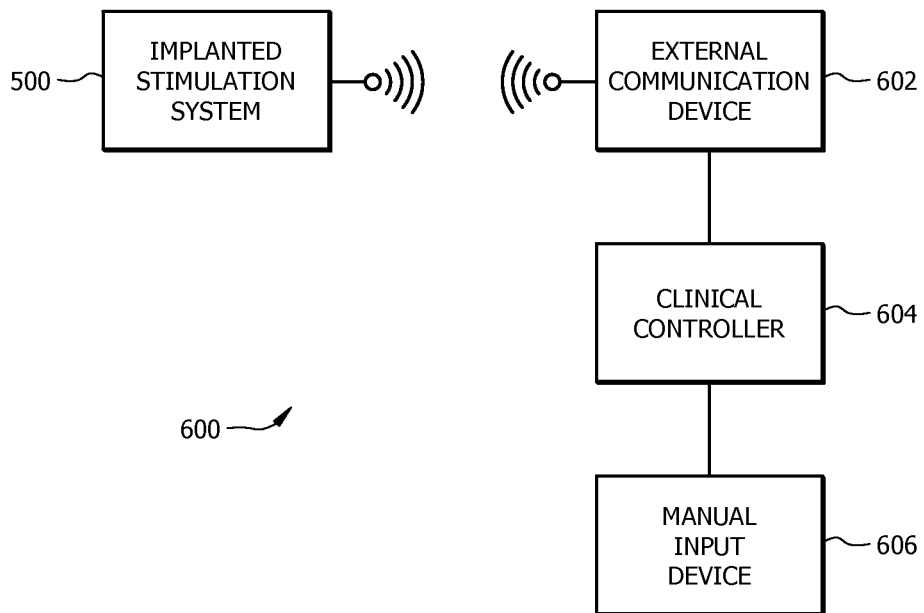 500
IMPLANTED
STIMULATION
SYSTEM
EXTERNAL
COMMUNICATION
DEVICE
602
CLINICAL
CONTROLLER
604
600
MANUAL
INPUT
DEVICE
606